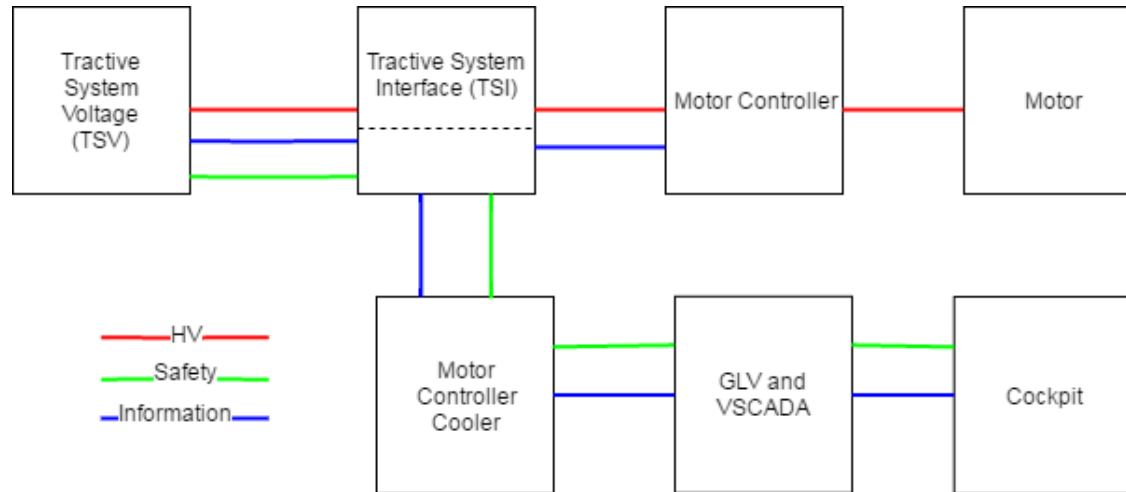 Tractive
System
Voltage
(TSV)
Tractive System
Interface (TSI)
Motor Controller
Motor
HV
Safety
Information
Motor
Controller
Cooler
GLV and
VSCADA
Cockpit